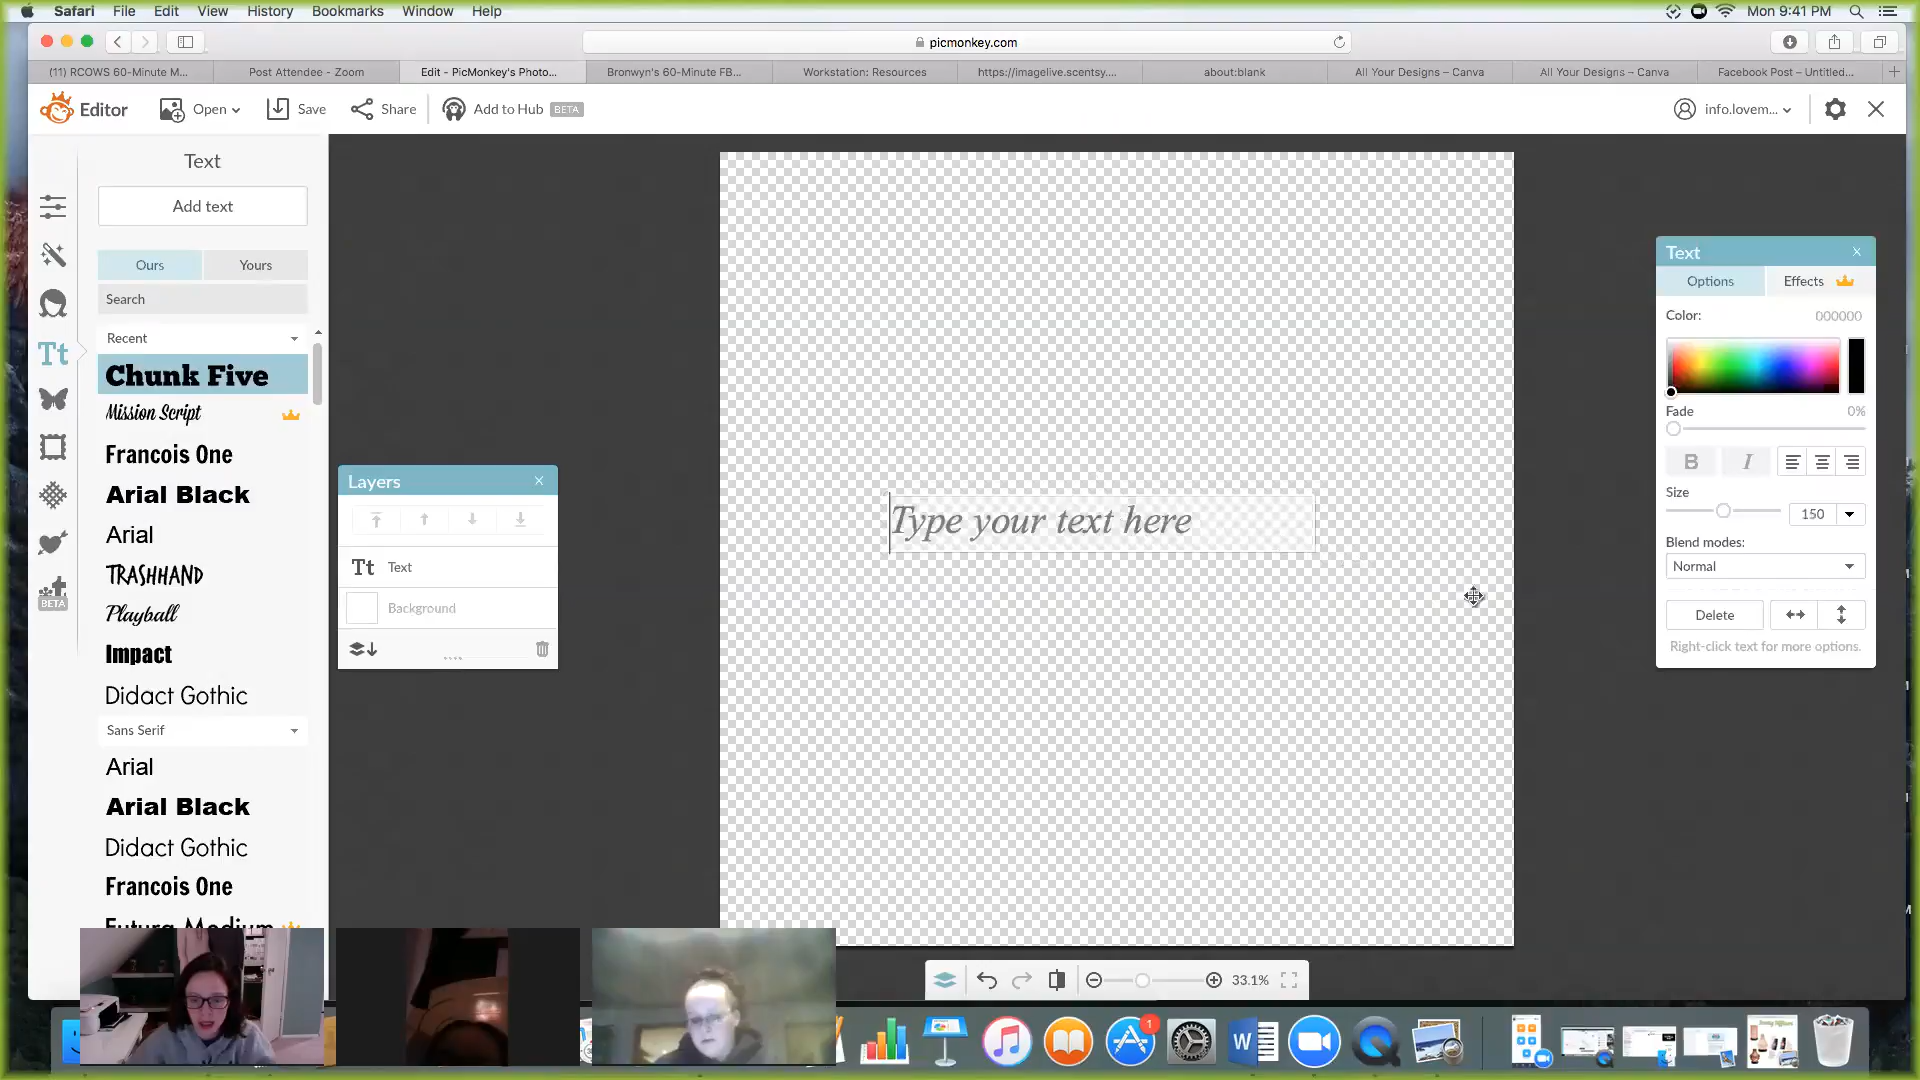 Safari File Edit View History Bookmarks Window Help
Mon 9:41 PM
picmonkey.com
(11) RCOWS 60-Minute M...
Post Attendee - Zoom
Edit - PicMonkey's Photo...
Bronwyn's 60-Minute FB...
Workstation: Resources
https://imagelive.scentsy....
about:blank
All Your Designs – Canva
All Your Designs – Canva
Facebook Post – Untitled...
Editor
Open
Save
Share
Add to Hub BETA
info.lovem...
Text
Add text
Ours Yours
Search
Recent
Chunk Five
Mission Script
Francois One
Arial Black
Arial
TRASHHAND
Playball
Impact
Didact Gothic
Sans Serif
Arial
Arial Black
Didact Gothic
Francois One
Futura Medium
Tt
BETA
Layers
Tt Text
Background
Type your text here
Text
Options Effects
Color: 000000
Fade 0%
B I
Size
150
Blend modes:
Normal
Delete
Right-click text for more options.
33.1%
1
W